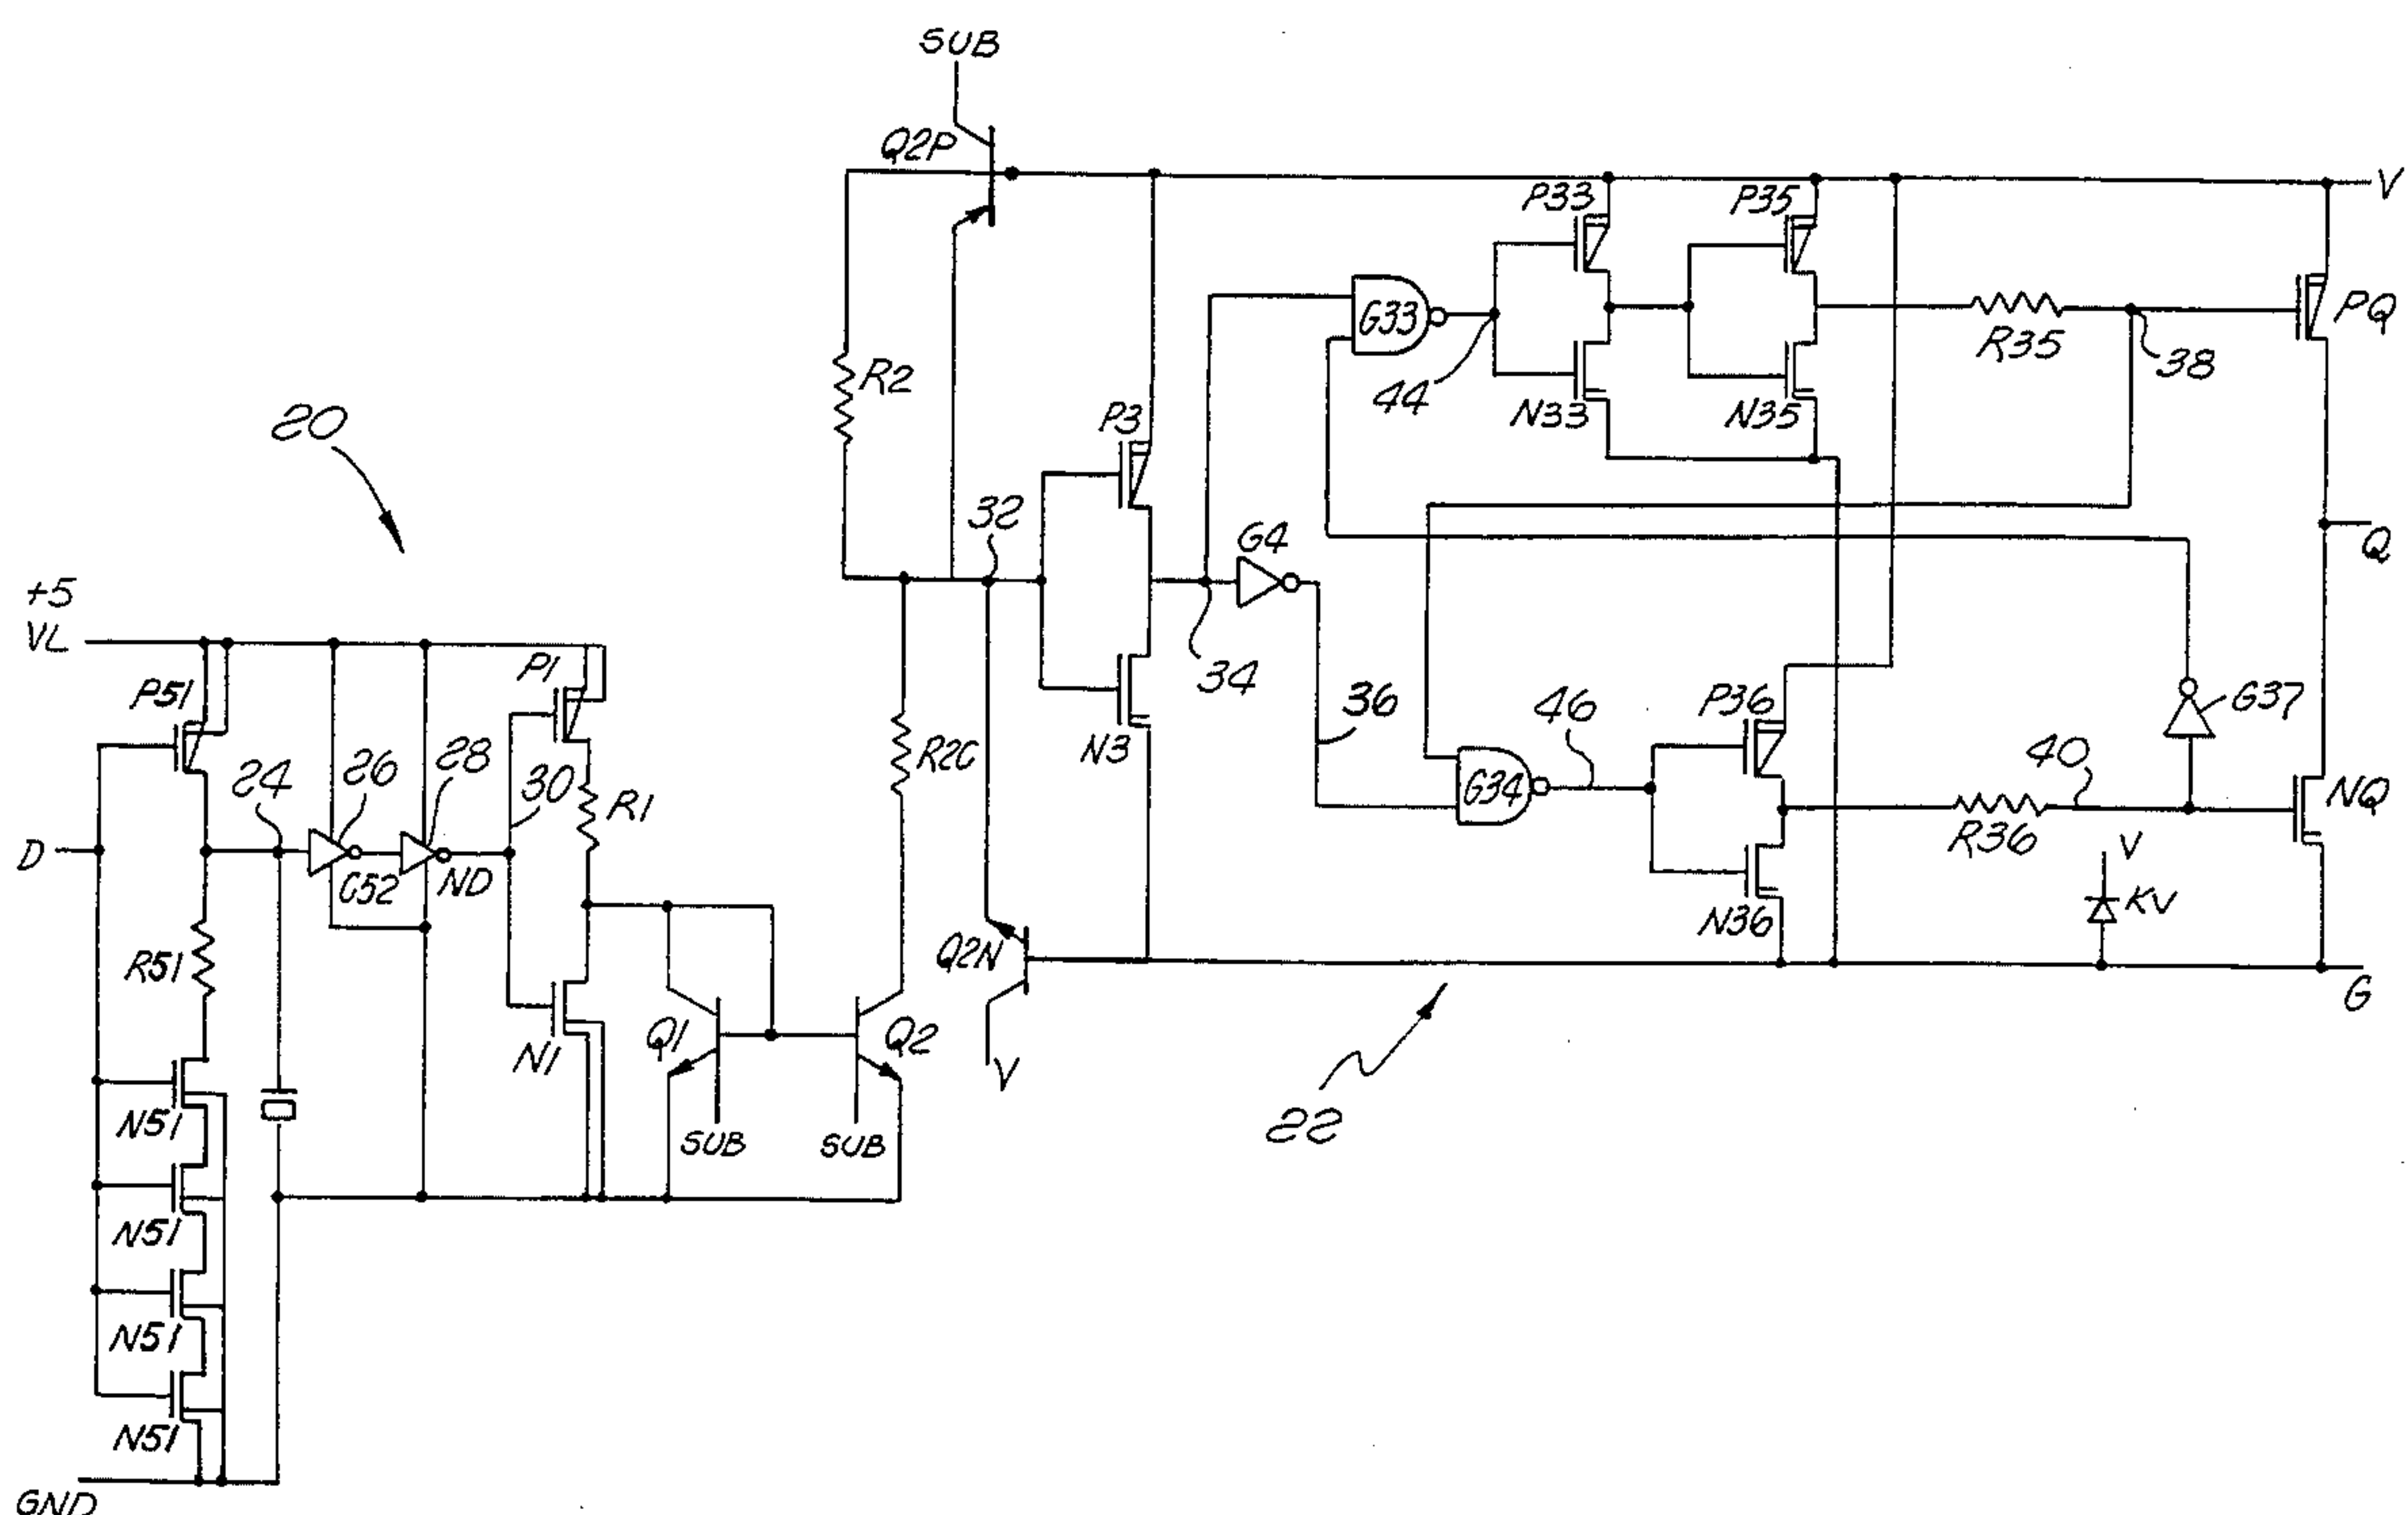 SUB
Q2P
V
P33
P35
PQ
G33
R35
38
44
N33
N35
R2
20
P3
32
G4
Q
+5
VL
P1
34
P51
N3
36
P36
G37
46
24
26
28
30
R1
R2C
G34
40
NQ
D
C52
ND
R36
V
KV
R51
Q2N
N36
G
N1
Q1
Q2
V
22
N51
SUB
SUB
N51
N51
N51
GND